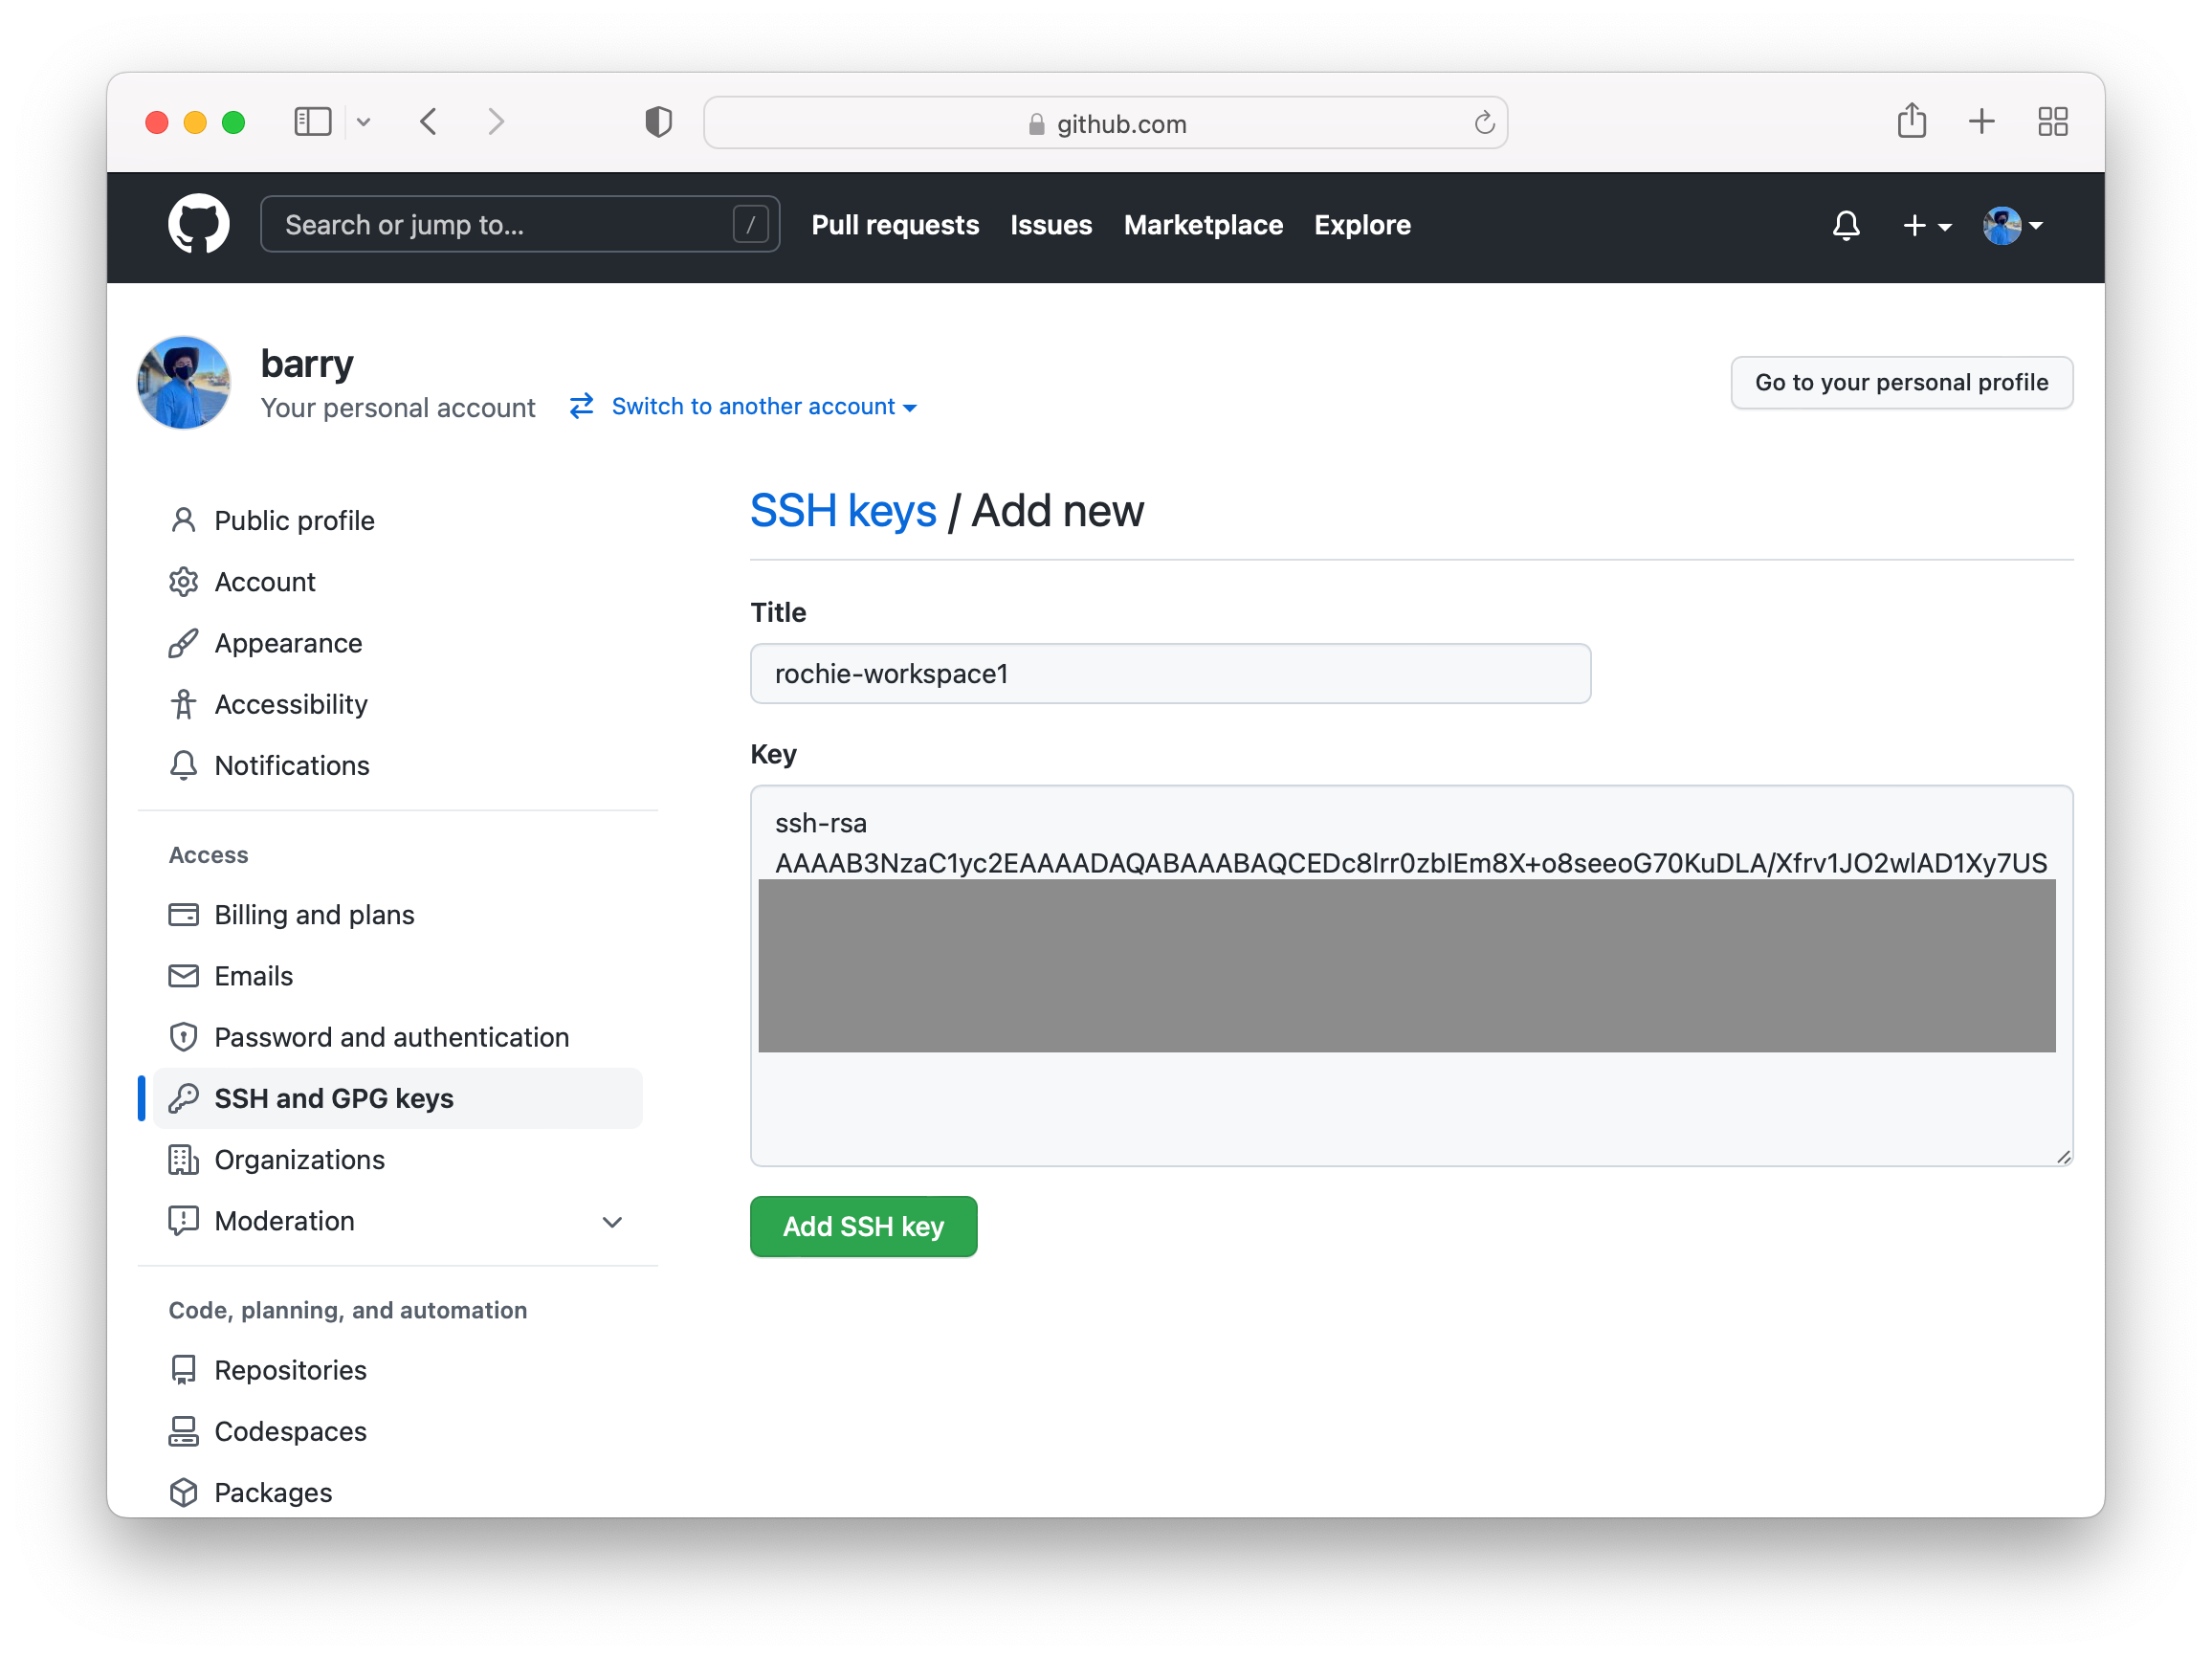 github.com
Search or jump to... /
Pull requests Issues Marketplace Explore
barry
Your personal account Switch to another account
Go to your personal profile
Public profile
Account
Appearance
Accessibility
Notifications
Access
Billing and plans
Emails
Password and authentication
SSH and GPG keys
Organizations
Moderation
Code, planning, and automation
Repositories
Codespaces
Packages
SSH keys / Add new
Title
rochie-workspace1
Key
ssh-rsa
AAAAB3NzaC1yc2EAAAADAQABAAABAQCEDc8lrr0zbIEm8X+o8seeoG70KuDLA/Xfrv1JO2wlAD1Xy7US
Add SSH key